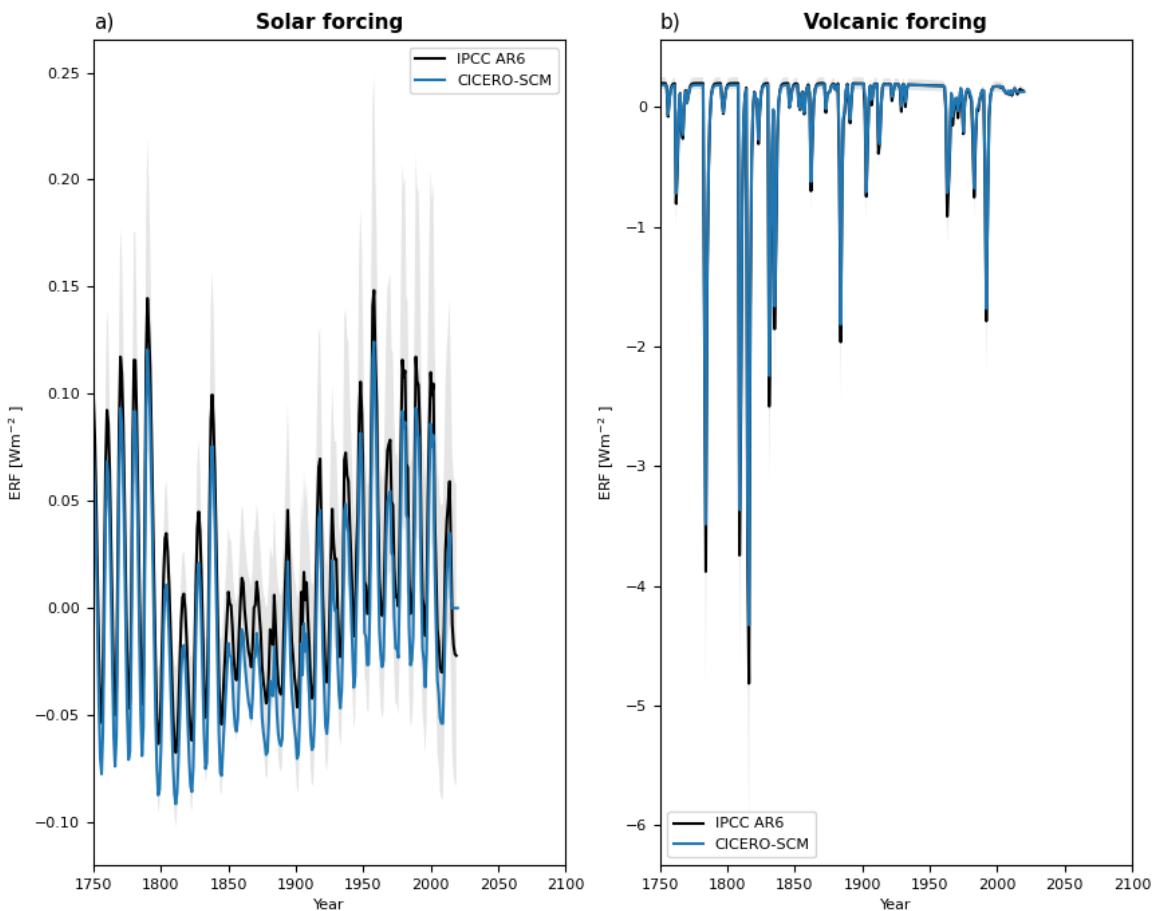 a) Solar forcing
IPCC AR6
CICERO-SCM
0.25
0.20
0.15
0.10
0.05
0.00
−0.05
−0.10
ERF [Wm⁻² ]
1750 1800 1850 1900 1950 2000 2050 2100
Year
b) Volcanic forcing
0
−1
−2
−3
−4
−5
−6
ERF [Wm⁻² ]
IPCC AR6
CICERO-SCM
1750 1800 1850 1900 1950 2000 2050 2100
Year